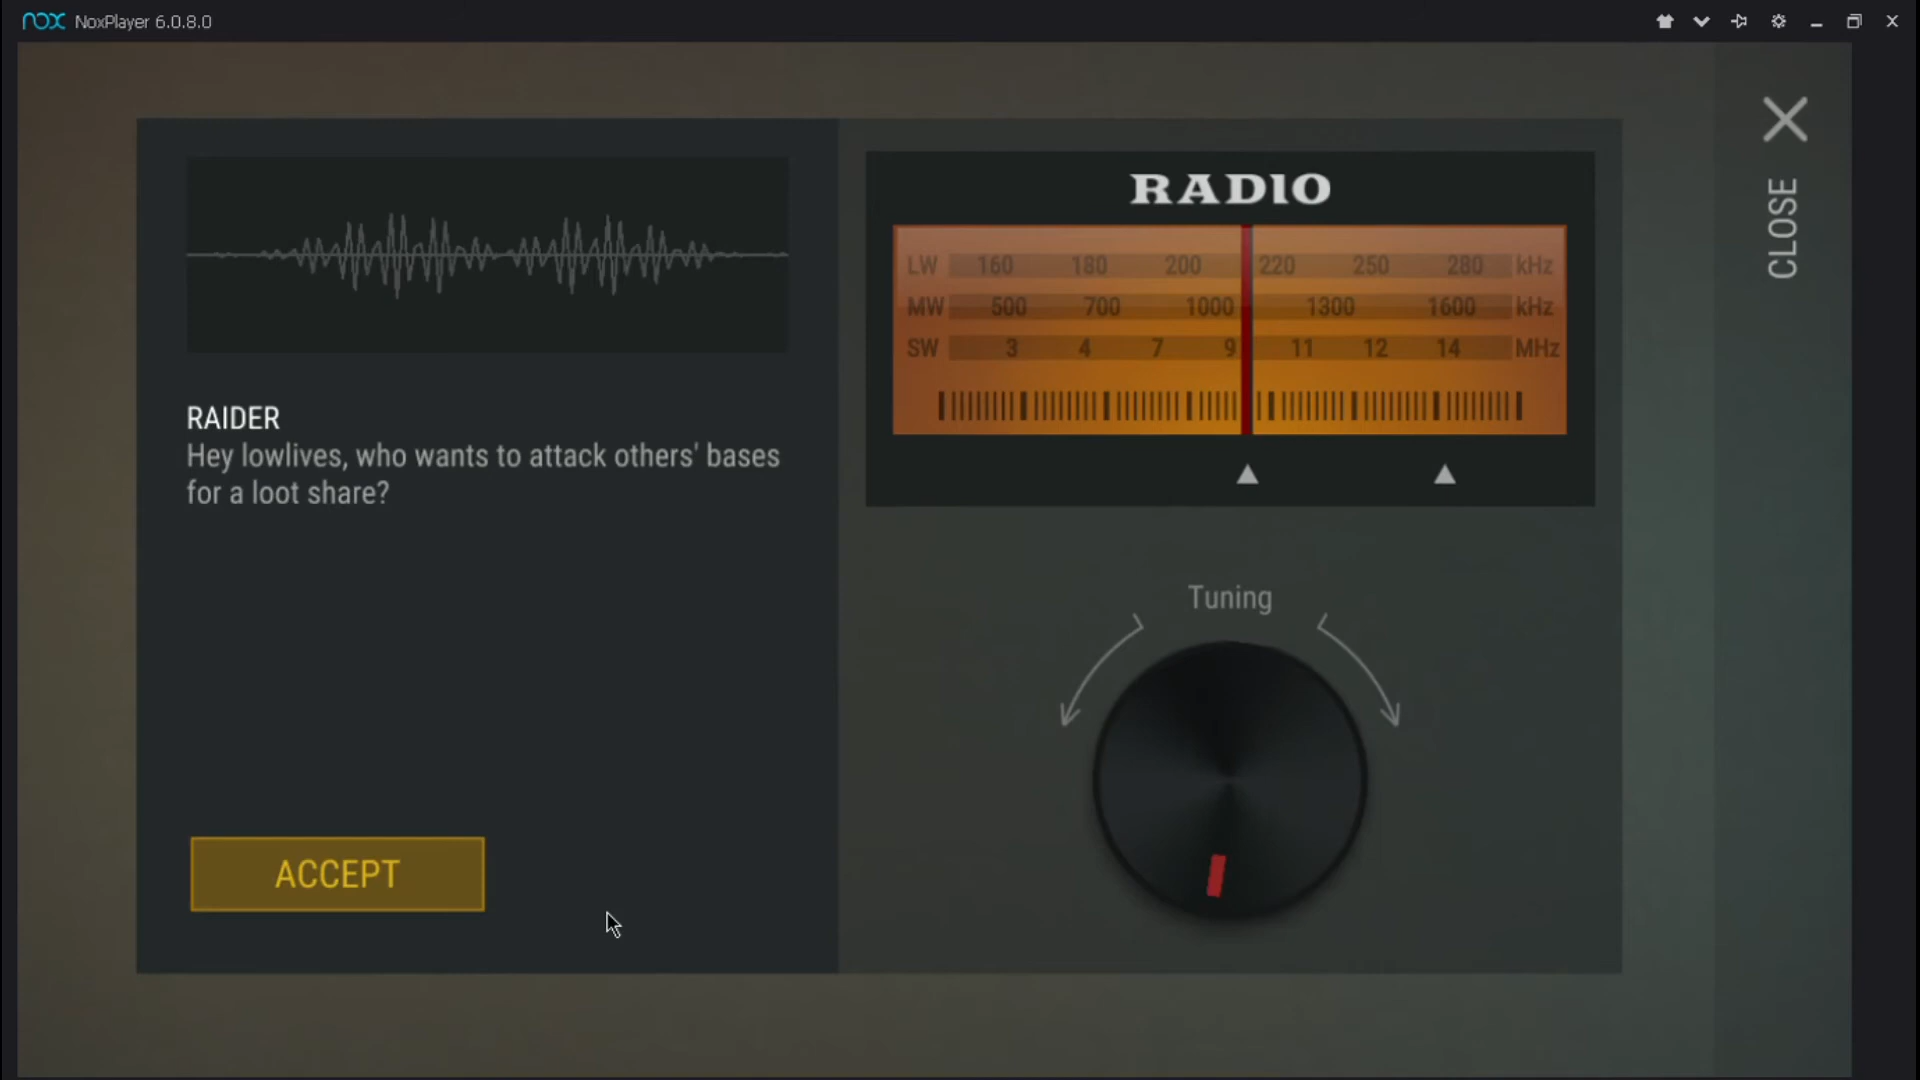 nox NoxPlayer 6.0.8.0
RADIO
LW 160 180 200 220 250 280 kHz
MW 500 700 1000 1300 1600 kHz
SW 3 4 7 9 11 12 14 MHz
CLOSE
RAIDER
Hey lowlives, who wants to attack others' bases
for a loot share?
Tuning
ACCEPT